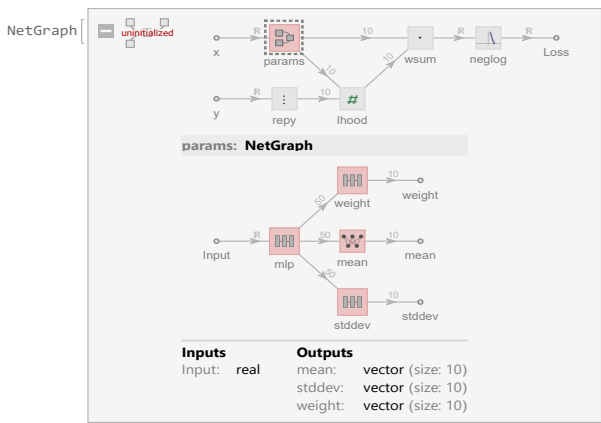 NetGraph
uninitialized
x
ℝ
params
10
wsum
ℝ
neglog
ℝ
Loss
10
10
y
ℝ
repy
10
lhood
params: NetGraph
50
weight
10
weight
Input
ℝ
mlp
50
mean
10
mean
50
stddev
10
stddev
Inputs Outputs
Input: real mean: vector (size: 10)
stddev: vector (size: 10)
weight: vector (size: 10)